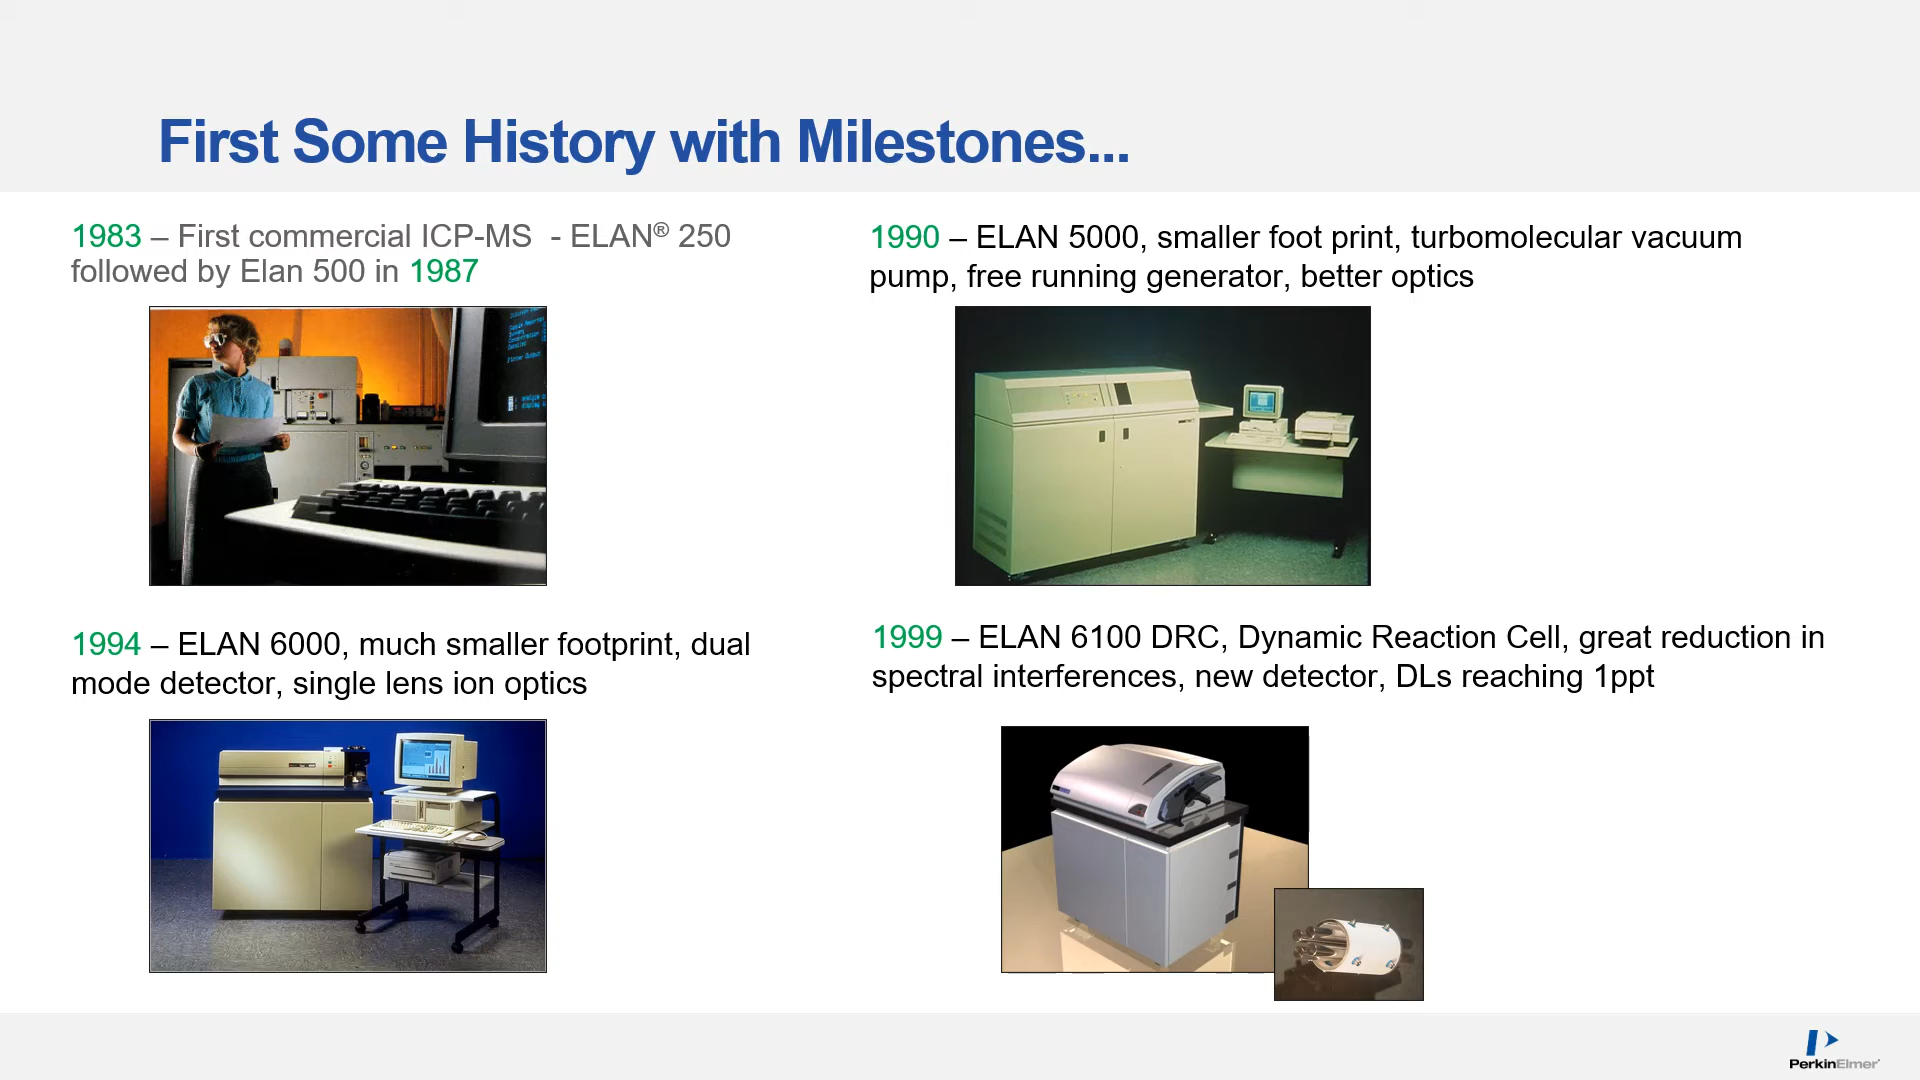 First Some History with Milestones...
1983 – First commercial ICP-MS  - ELAN® 250
followed by Elan 500 in 1987
1990 – ELAN 5000, smaller foot print, turbomolecular vacuum
pump, free running generator, better optics
1994 – ELAN 6000, much smaller footprint, dual
mode detector, single lens ion optics
1999 – ELAN 6100 DRC, Dynamic Reaction Cell, great reduction in
spectral interferences, new detector, DLs reaching 1ppt
PerkinElmer